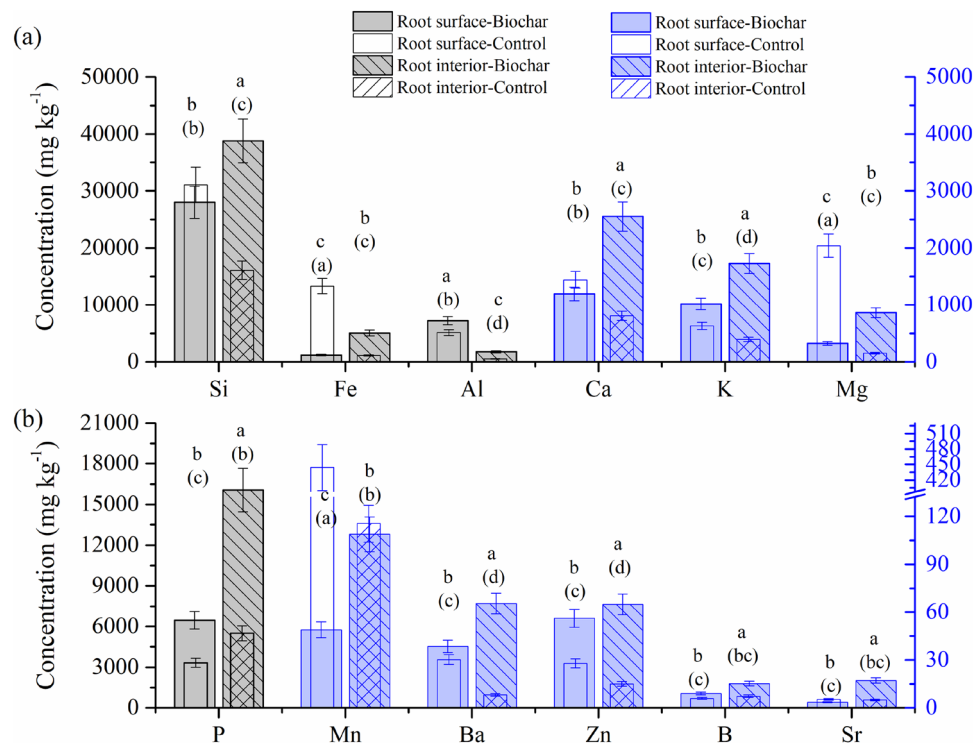 (a)
Root surface-Biochar
Root surface-Control
Root interior-Biochar
Root interior-Control
Root surface-Biochar
Root surface-Control
Root interior-Biochar
Root interior-Control
Concentration (mg kg⁻¹)
50000
40000
30000
20000
10000
0
5000
4000
3000
2000
1000
0
b
(b)
a
(c)
c
(a)
b
(c)
a
(b)
c
(d)
b
(b)
a
(c)
b
(c)
a
(d)
c
(a)
b
(c)
Si Fe Al Ca K Mg
(b)
Concentration (mg kg⁻¹)
21000
18000
15000
12000
9000
6000
3000
0
510
480
450
420
120
90
60
30
0
b
(c)
a
(b)
c
(a)
b
(b)
b
(c)
a
(d)
b
(c)
a
(d)
b
(c)
a
(bc)
b
(c)
a
(bc)
P Mn Ba Zn B Sr